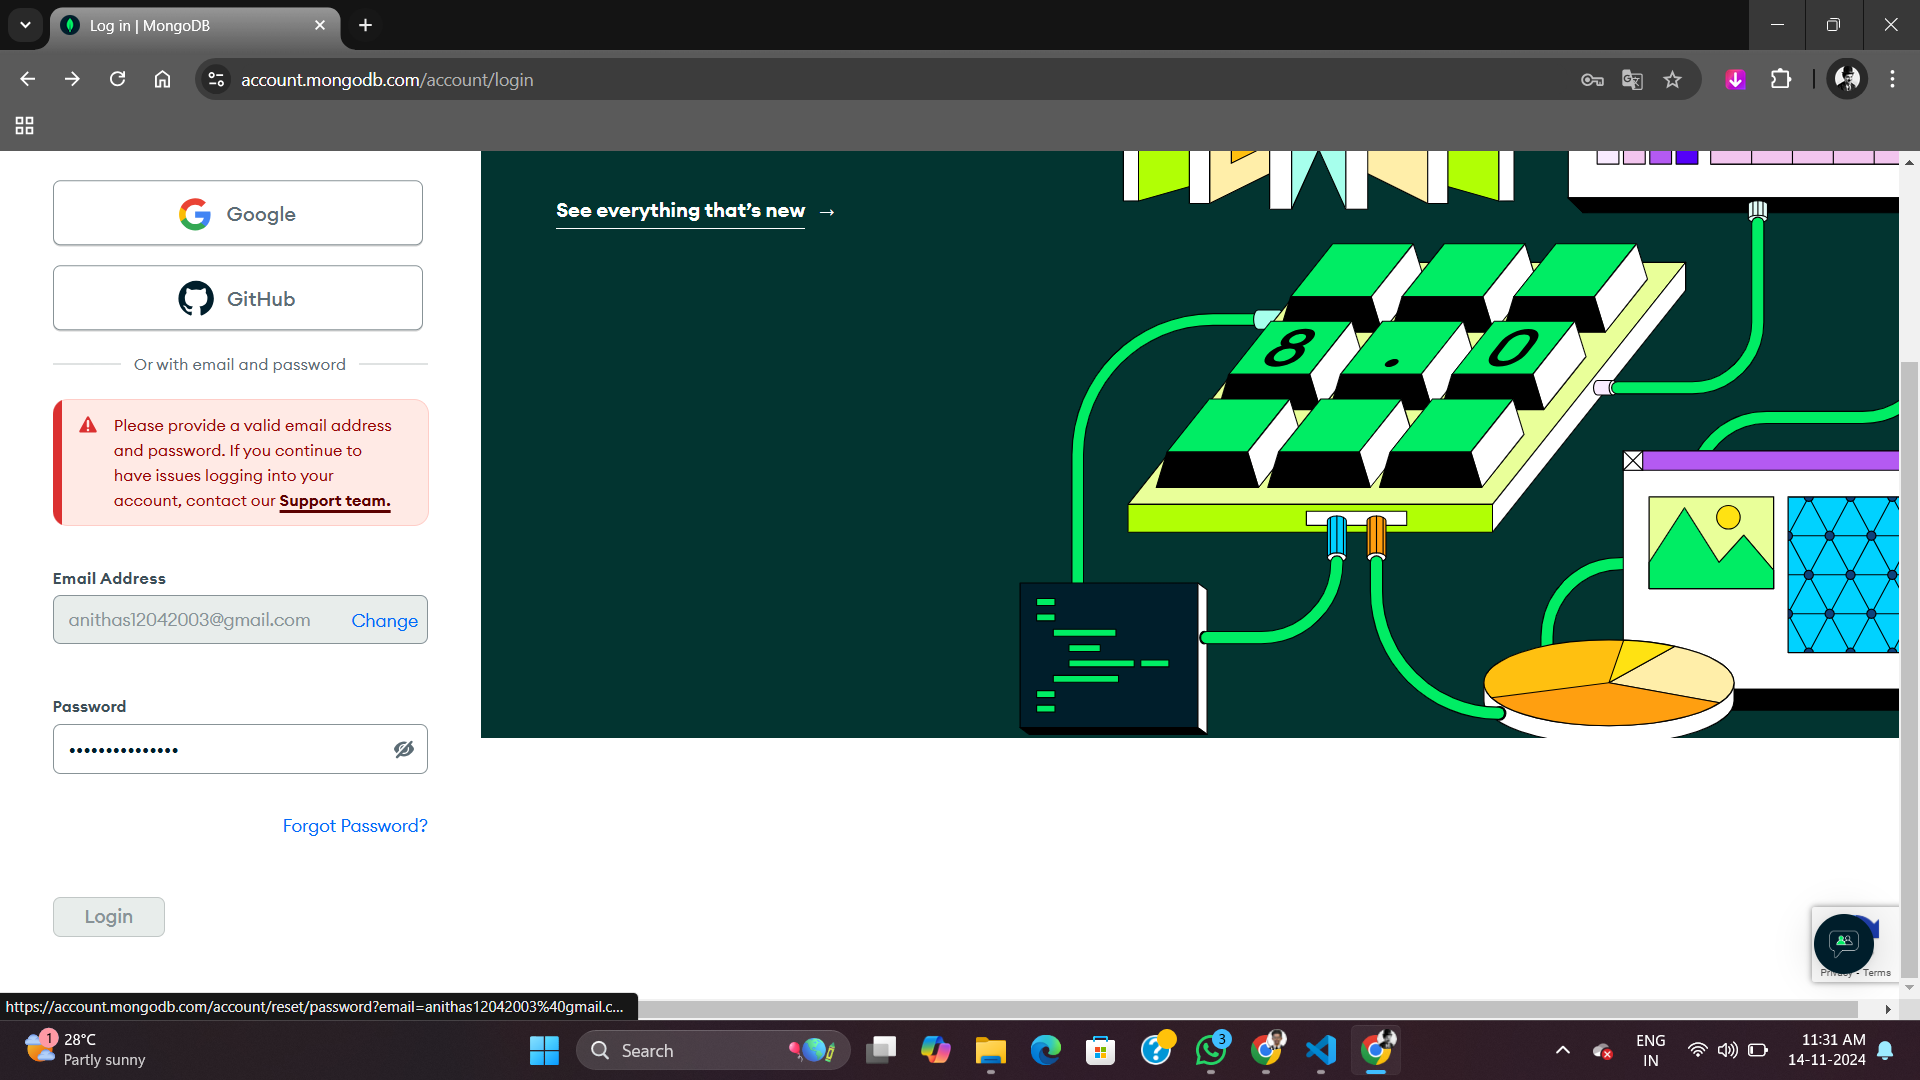 Log in | MongoDB
account.mongodb.com/account/login
Google
GitHub
Or with email and password
Please provide a valid email address
and password. If you continue to
have issues logging into your
account, contact our Support team.
Email Address
anithas12042003@gmail.com Change
Password
Forgot Password?
Login
See everything that’s new →
8 . 0
Privacy - Terms
https://account.mongodb.com/account/reset/password?email=anithas12042003%40gmail.c...
1
28°C
Partly sunny
Search
3
ENG
IN
11:31 AM
14-11-2024